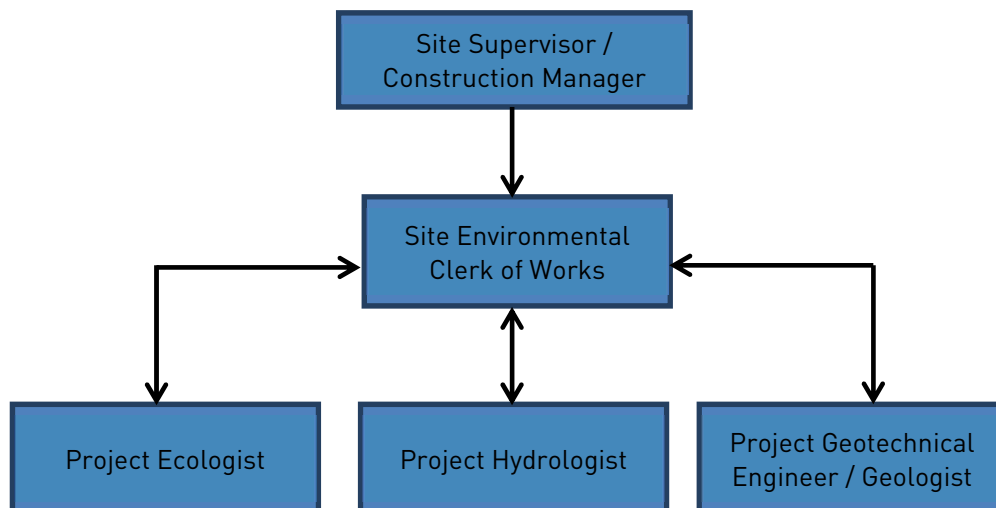 Site Supervisor /
Construction Manager
Site Environmental
Clerk of Works
Project Ecologist
Project Hydrologist
Project Geotechnical
Engineer / Geologist